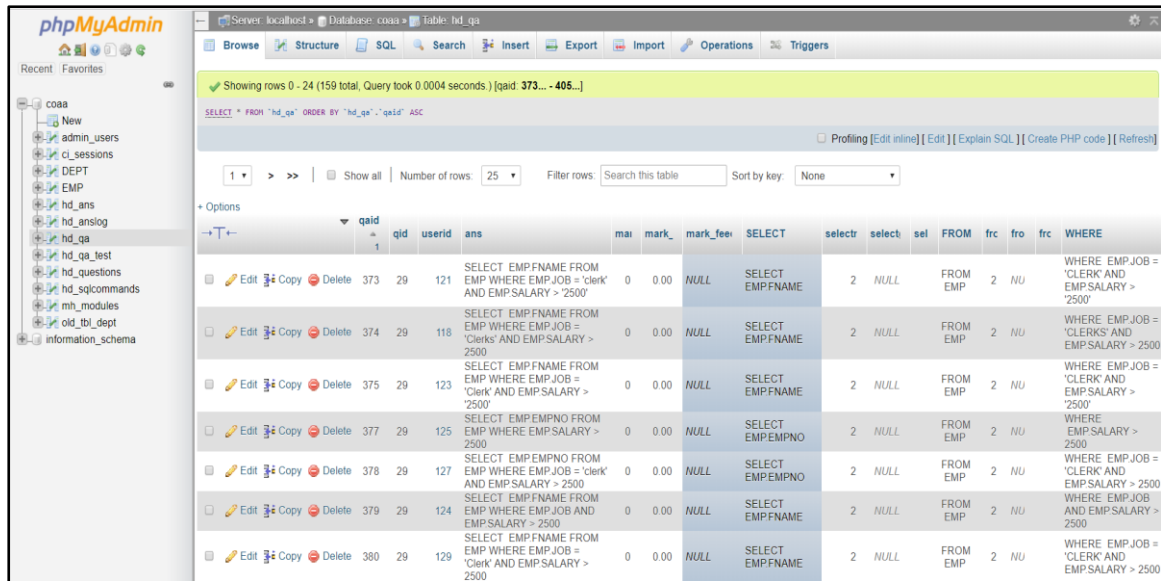 phpMyAdmin
Recent Favorites
coaa
New
admin_users
ci_sessions
DEPT
EMP
hd_ans
hd_anslog
hd_qa
hd_qa_test
hd_questions
hd_sqlcommands
mh_modules
old_tbl_dept
information_schema
Server: localhost » Database: coaa » Table: hd_qa
Browse Structure SQL Search Insert Export Import Operations Triggers
Showing rows 0 - 24 (159 total, Query took 0.0004 seconds.) [qaid: 373... - 405...]
SELECT * FROM `hd_qa` ORDER BY `hd_qa`.`qaid` ASC
Profiling [Edit inline] [ Edit ] [ Explain SQL ] [ Create PHP code ] [ Refresh]
1 > >> Show all Number of rows: 25 Filter rows: Search this table Sort by key: None
+ Options
qaid 1 qid userid ans mai mark_ mark_fee SELECT selectr select sel FROM frc fro frc WHERE
Edit Copy Delete 373 29 121
SELECT EMP.FNAME FROM
EMP WHERE EMP.JOB = 'clerk'
AND EMP.SALARY > '2500'
0 0.00 NULL
SELECT
EMP.FNAME
2 NULL
FROM
EMP
2 NU
WHERE EMP.JOB =
'CLERK' AND
EMP.SALARY >
'2500'
Edit Copy Delete 374 29 118
SELECT EMP.FNAME FROM
EMP WHERE EMP.JOB =
'Clerks' AND EMP.SALARY >
2500
0 0.00 NULL
SELECT
EMP.FNAME
2 NULL
FROM
EMP
2 NU
WHERE EMP.JOB =
'CLERKS' AND
EMP.SALARY > 2500
Edit Copy Delete 375 29 123
SELECT EMP.FNAME FROM
EMP WHERE EMP.JOB =
'Clerk' AND EMP.SALARY >
'2500'
0 0.00 NULL
SELECT
EMP.FNAME
2 NULL
FROM
EMP
2 NU
WHERE EMP.JOB =
'CLERK' AND
EMP.SALARY >
'2500'
Edit Copy Delete 377 29 125
SELECT EMP.EMPNO FROM
EMP WHERE EMP.SALARY >
2500
0 0.00 NULL
SELECT
EMP.EMPNO
2 NULL
FROM
EMP
2 NU
WHERE
EMP.SALARY >
2500
Edit Copy Delete 378 29 127
SELECT EMP.EMPNO FROM
EMP WHERE EMP.JOB = 'clerk'
AND EMP.SALARY > 2500
0 0.00 NULL
SELECT
EMP.EMPNO
2 NULL
FROM
EMP
2 NU
WHERE EMP.JOB =
'CLERK' AND
EMP.SALARY > 2500
Edit Copy Delete 379 29 124
SELECT EMP.FNAME FROM
EMP WHERE EMP.JOB AND
EMP.SALARY > 2500
0 0.00 NULL
SELECT
EMP.FNAME
2 NULL
FROM
EMP
2 NU
WHERE EMP.JOB
AND EMP.SALARY >
2500
Edit Copy Delete 380 29 129
SELECT EMP.FNAME FROM
EMP WHERE EMP.JOB =
'Clerk' AND EMP.SALARY >
2500
0 0.00 NULL
SELECT
EMP.FNAME
2 NULL
FROM
EMP
2 NU
WHERE EMP.JOB =
'CLERK' AND
EMP.SALARY > 2500